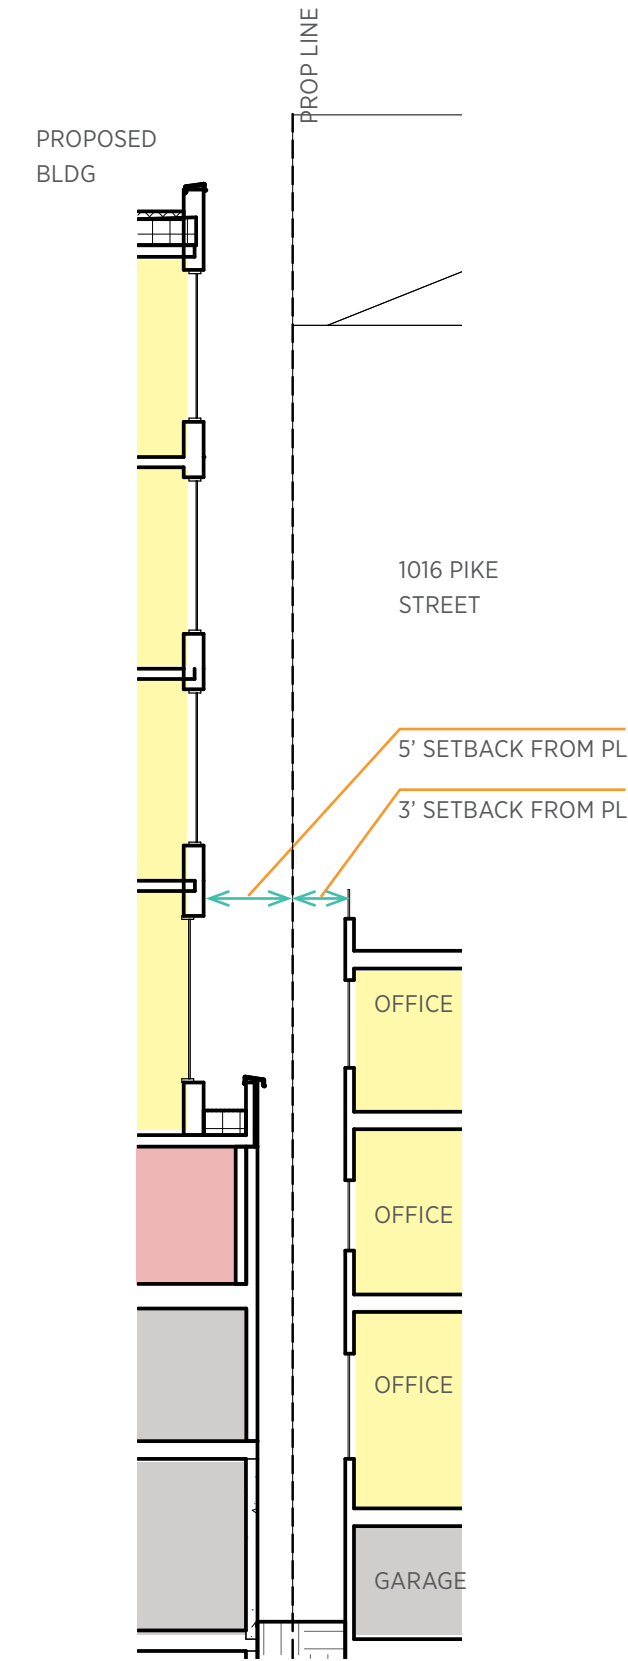 PROP LINE
PROPOSED
BLDG
1016 PIKE
STREET
5’ SETBACK FROM PL
3’ SETBACK FROM PL
OFFICE
OFFICE
OFFICE
GARAGE